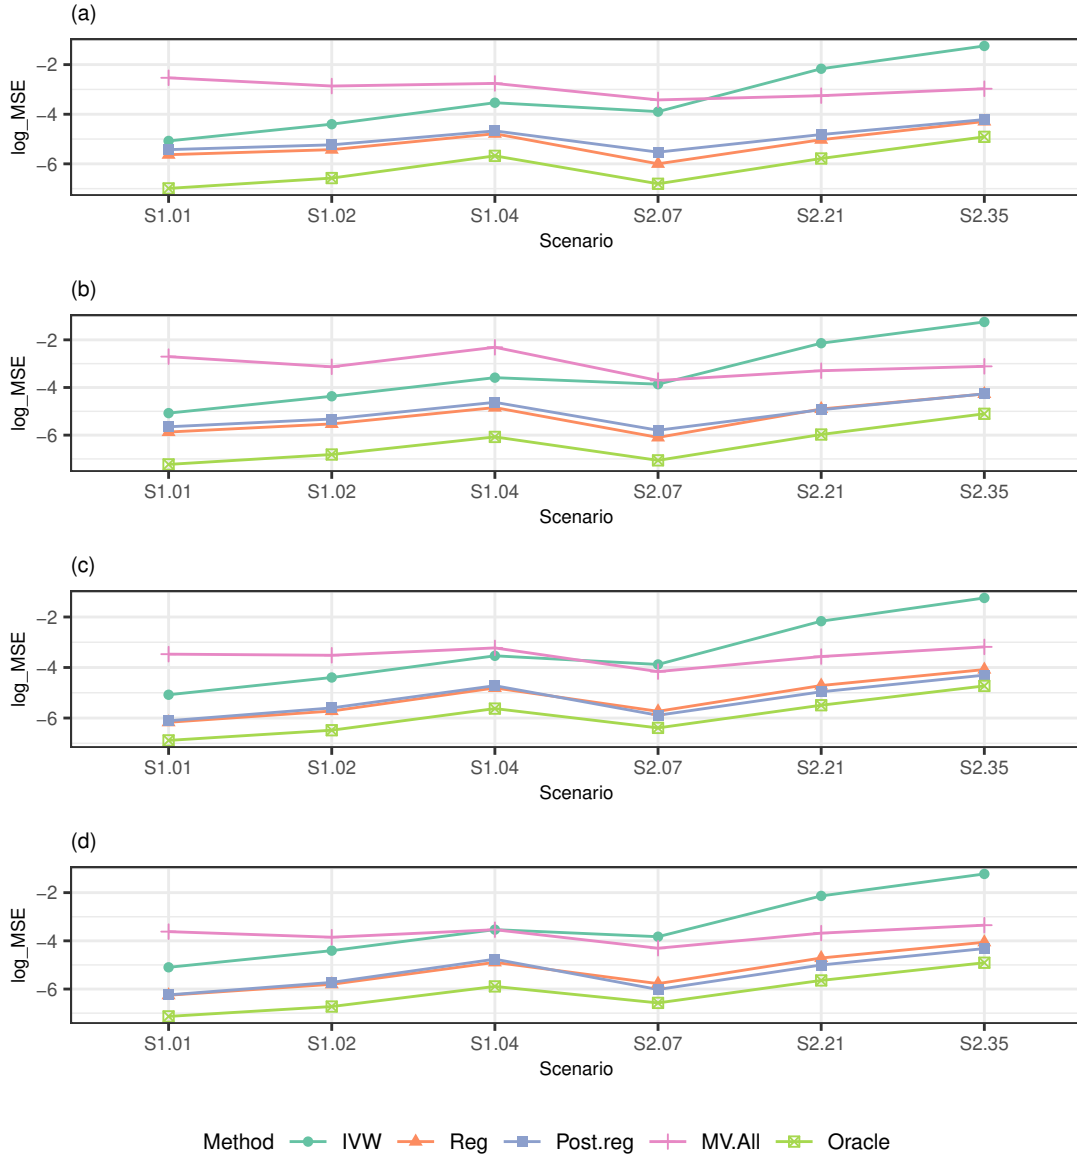 (a)
log_MSE
−2
−4
−6
S1.01 S1.02 S1.04 S2.07 S2.21 S2.35
Scenario
(b)
log_MSE
−2
−4
−6
S1.01 S1.02 S1.04 S2.07 S2.21 S2.35
Scenario
(c)
log_MSE
−2
−4
−6
S1.01 S1.02 S1.04 S2.07 S2.21 S2.35
Scenario
(d)
log_MSE
−2
−4
−6
S1.01 S1.02 S1.04 S2.07 S2.21 S2.35
Scenario
Method IVW Reg Post.reg MV.All Oracle